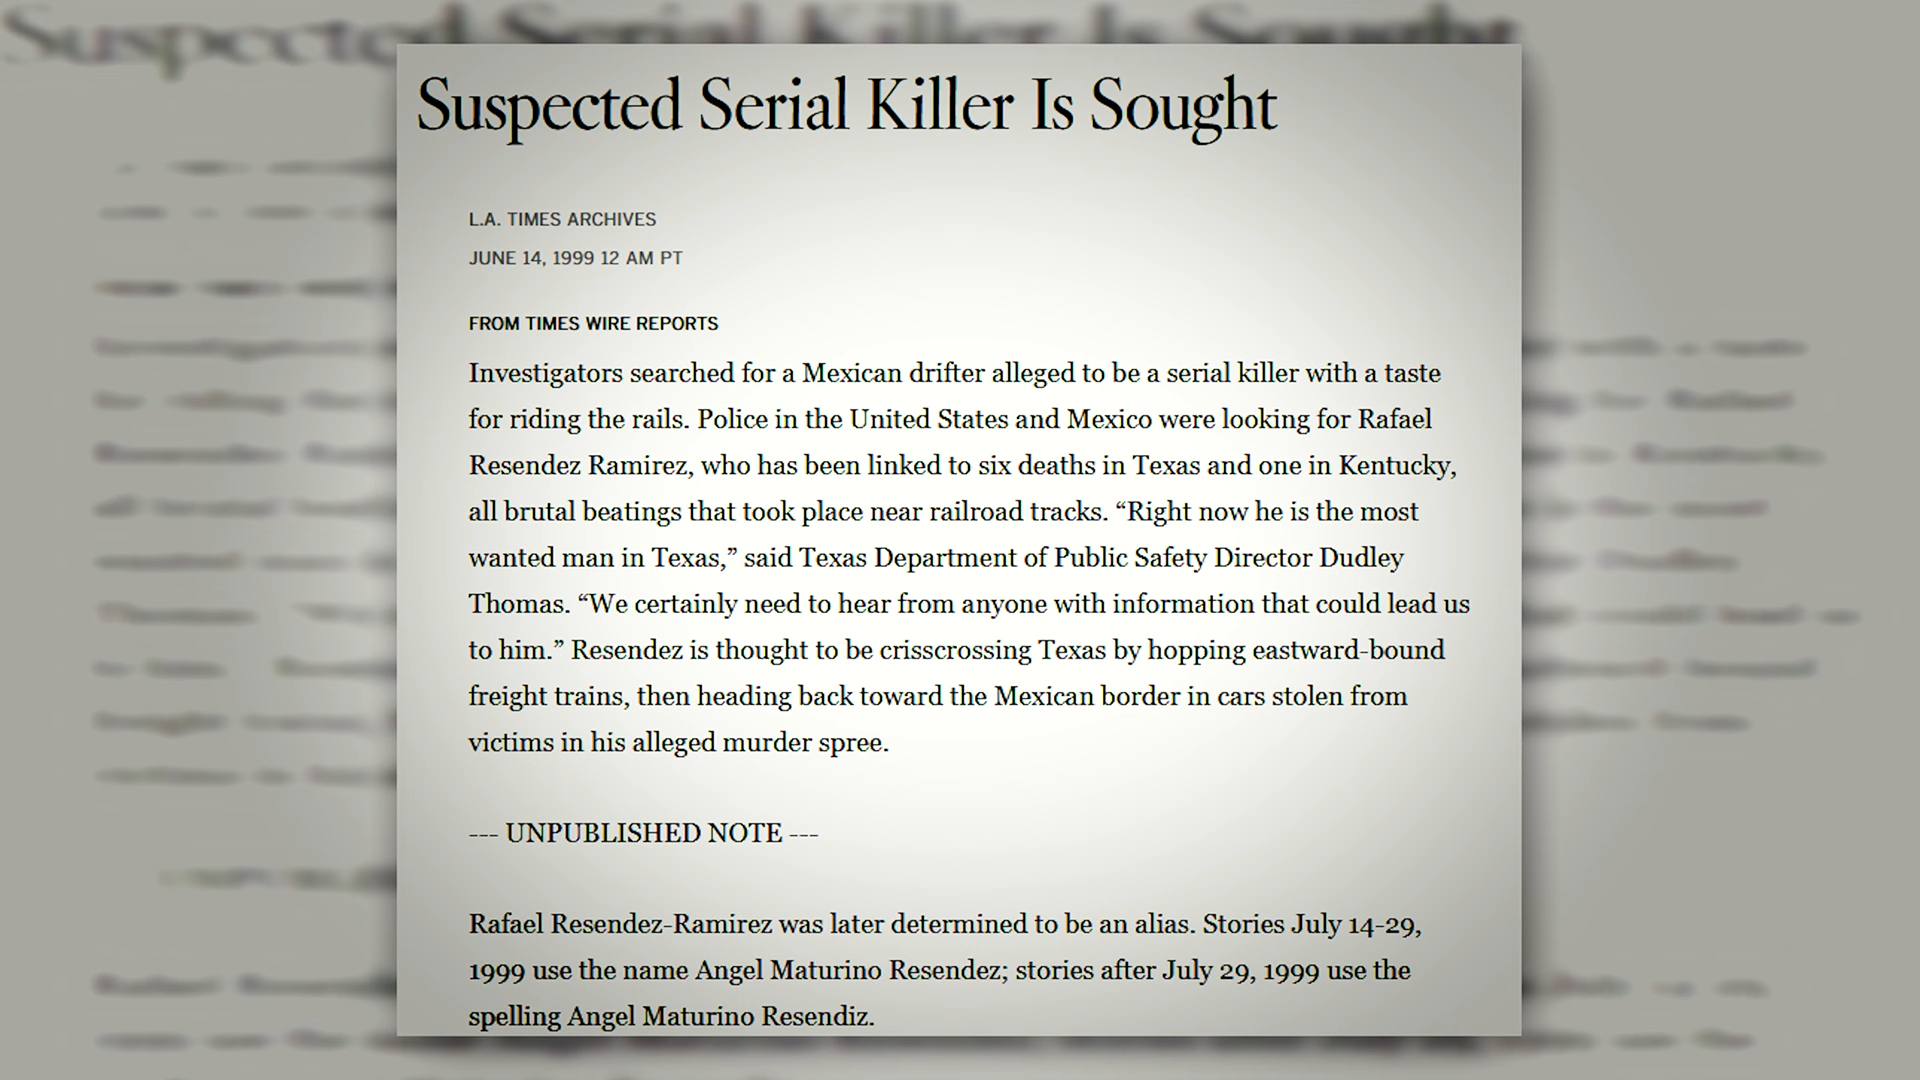 Suspected Serial Killer Is Sought
L.A. TIMES ARCHIVES
JUNE 14, 1999 12 AM PT
FROM TIMES WIRE REPORTS
Investigators searched for a Mexican drifter alleged to be a serial killer with a taste
for riding the rails. Police in the United States and Mexico were looking for Rafael
Resendez Ramirez, who has been linked to six deaths in Texas and one in Kentucky,
all brutal beatings that took place near railroad tracks. “Right now he is the most
wanted man in Texas,” said Texas Department of Public Safety Director Dudley
Thomas. “We certainly need to hear from anyone with information that could lead us
to him.” Resendez is thought to be crisscrossing Texas by hopping eastward-bound
freight trains, then heading back toward the Mexican border in cars stolen from
victims in his alleged murder spree.
--- UNPUBLISHED NOTE ---
Rafael Resendez-Ramirez was later determined to be an alias. Stories July 14-29,
1999 use the name Angel Maturino Resendez; stories after July 29, 1999 use the
spelling Angel Maturino Resendiz.